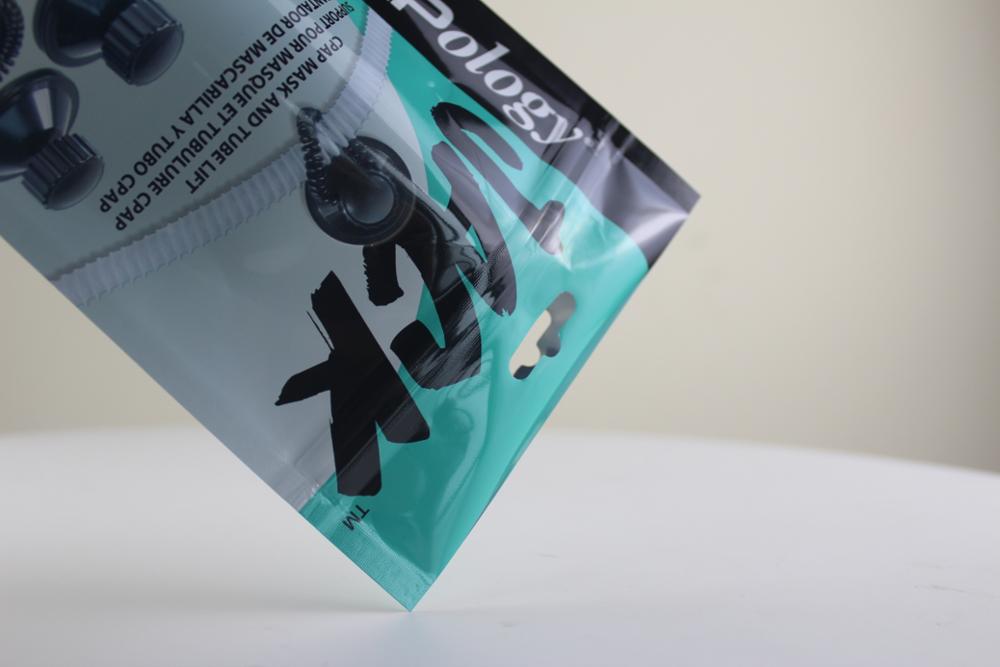 Pology
TM
CPAP MASK AND TUBE LIFT
SUPPORT POUR MASQUE ET TUBULURE CPAP
DE MASCARILLA Y TUBO CPAP